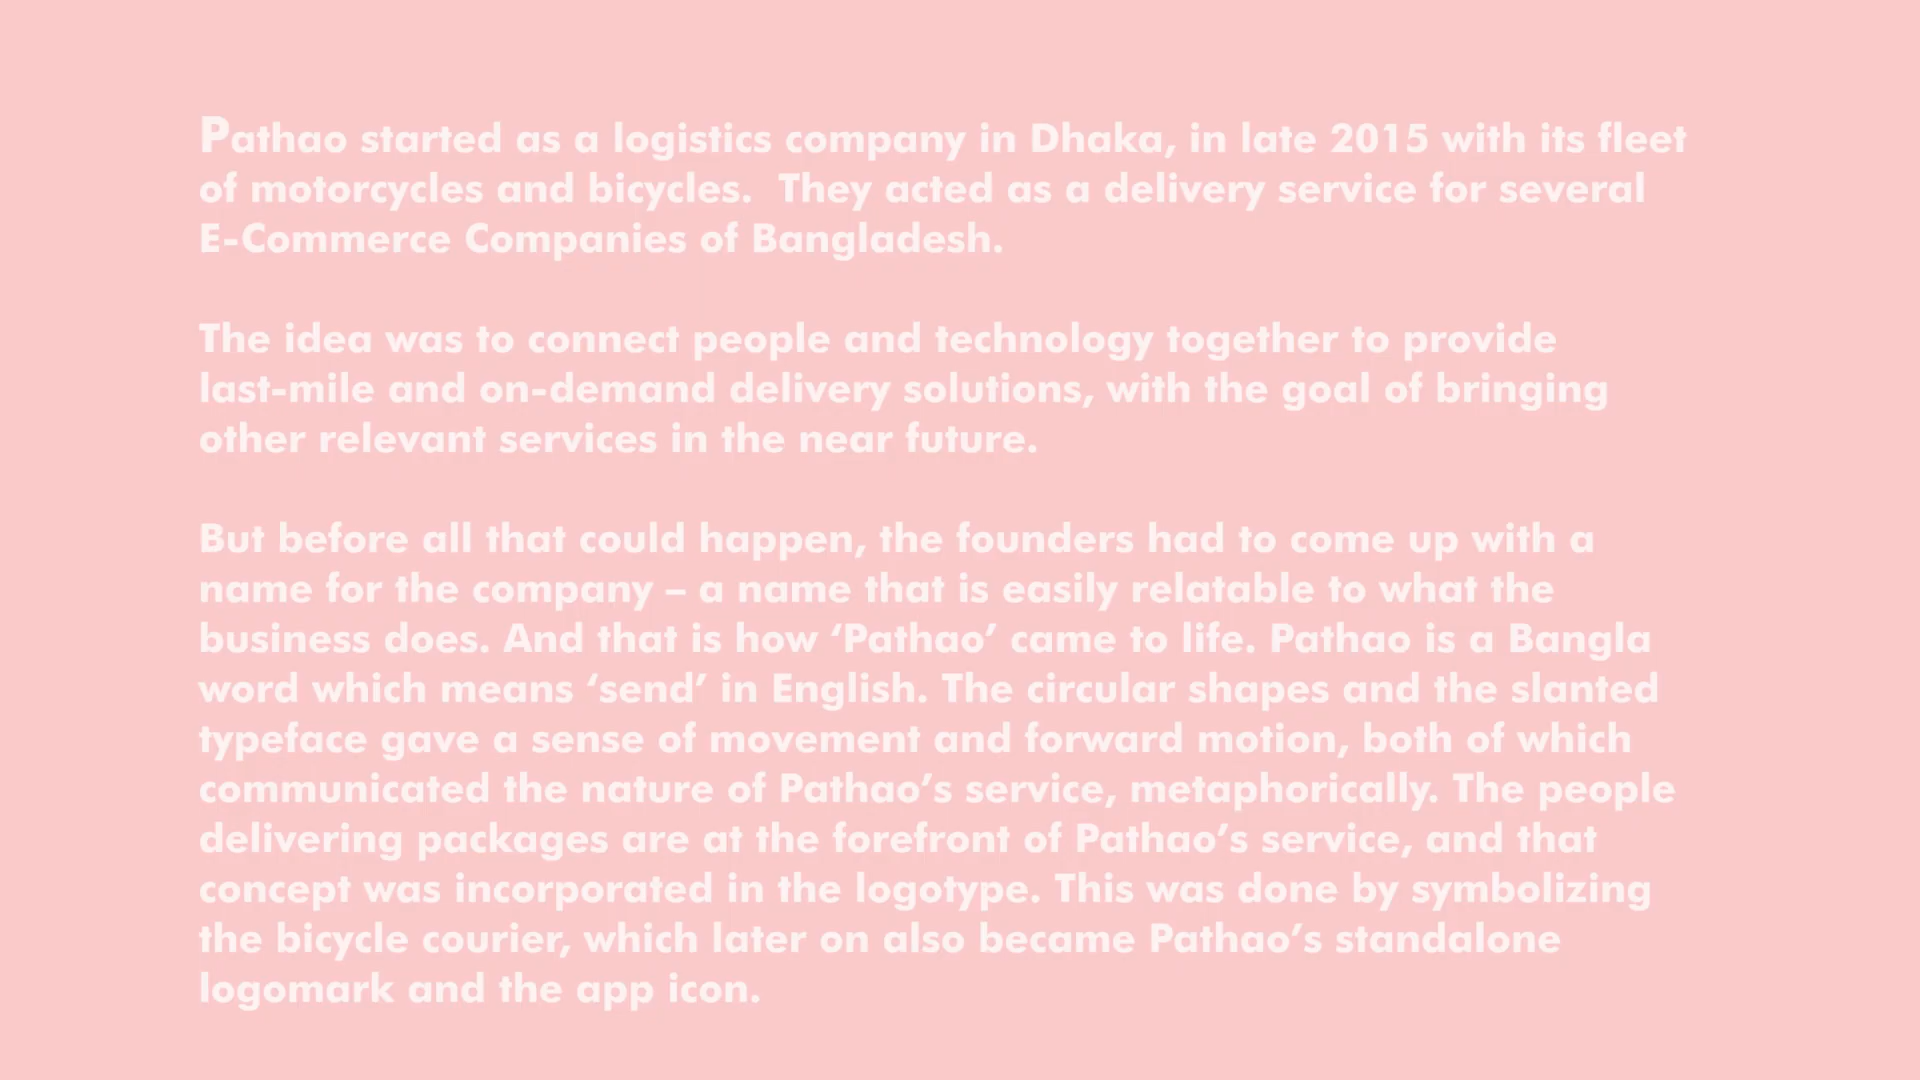 Pathao started as a logistics company in Dhaka, in late 2015 with its fleet
of motorcycles and bicycles.  They acted as a delivery service for several
E-Commerce Companies of Bangladesh.
The idea was to connect people and technology together to provide
last-mile and on-demand delivery solutions, with the goal of bringing
other relevant services in the near future.
But before all that could happen, the founders had to come up with a
name for the company – a name that is easily relatable to what the
business does. And that is how ‘Pathao’ came to life. Pathao is a Bangla
word which means ‘send’ in English. The circular shapes and the slanted
typeface gave a sense of movement and forward motion, both of which
communicated the nature of Pathao’s service, metaphorically. The people
delivering packages are at the forefront of Pathao’s service, and that
concept was incorporated in the logotype. This was done by symbolizing
the bicycle courier, which later on also became Pathao’s standalone
logomark and the app icon.